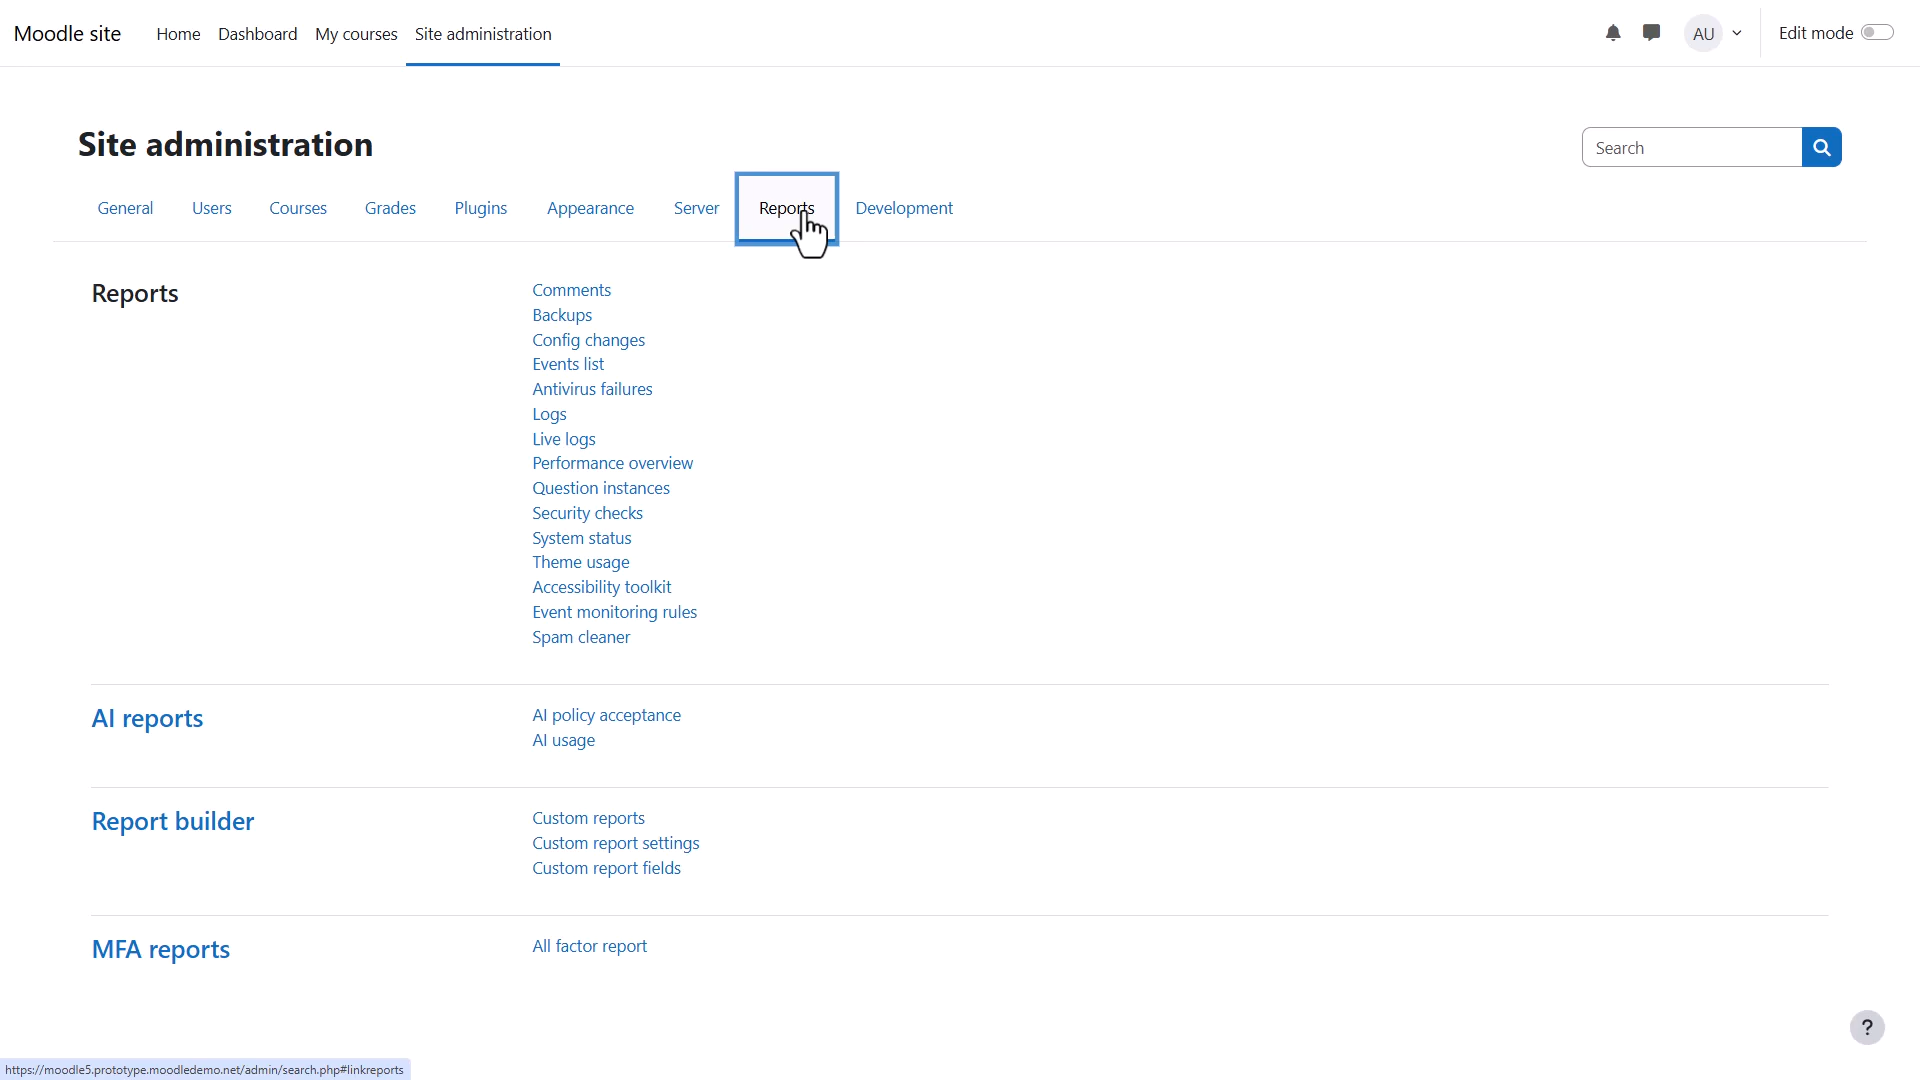 Moodle site Home Dashboard My courses Site administration AU Edit mode
Site administration
Search
General Users Courses Grades Plugins Appearance Server Reports Development
Reports
Comments
Backups
Config changes
Events list
Antivirus failures
Logs
Live logs
Performance overview
Question instances
Security checks
System status
Theme usage
Accessibility toolkit
Event monitoring rules
Spam cleaner
AI reports
AI policy acceptance
AI usage
Report builder
Custom reports
Custom report settings
Custom report fields
MFA reports
All factor report
?
https://moodle5.prototype.moodledemo.net/admin/search.php#linkreports